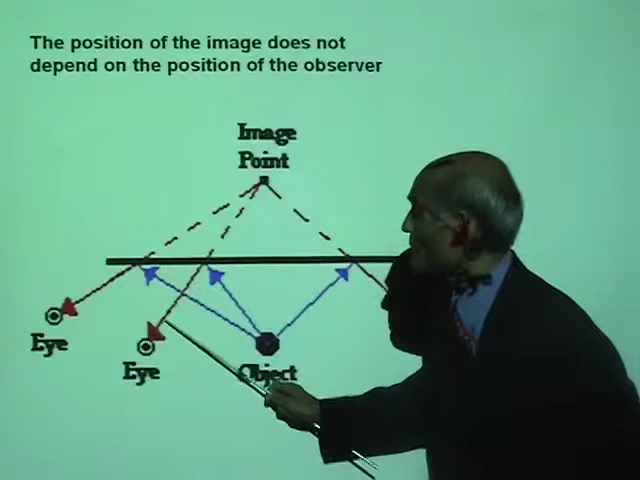 The position of the image does not
depend on the position of the observer
Image
Point
Eye
Eye
Object